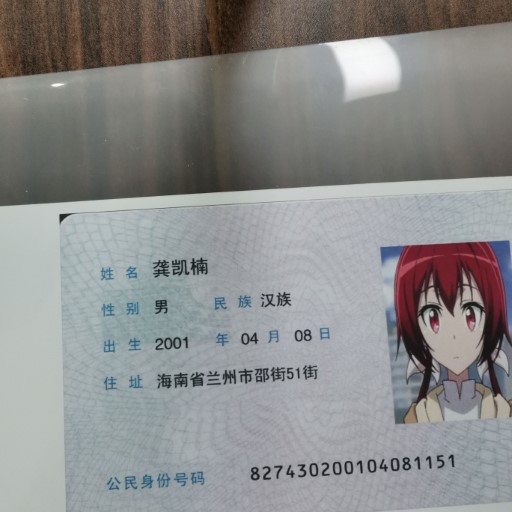 姓名 龚凯楠
性别 男 民族 汉族
出生 2001 年 04 月 08 日
住址 海南省兰州市邵街51街
公民身份号码 827430200104081151